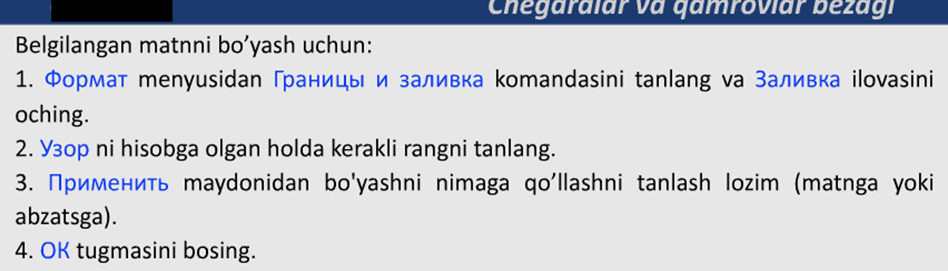 Chegaralar va qamrovlar bezagi
Belgilangan matnni bo’yash uchun:
1. Формат menyusidan Границы и заливка komandasini tanlang va Заливка ilovasini
oching.
2. Узор ni hisobga olgan holda kerakli rangni tanlang.
3. Применить maydonidan bo'yashni nimaga qo’llashni tanlash lozim (matnga yoki
abzatsga).
4. ОК tugmasini bosing.